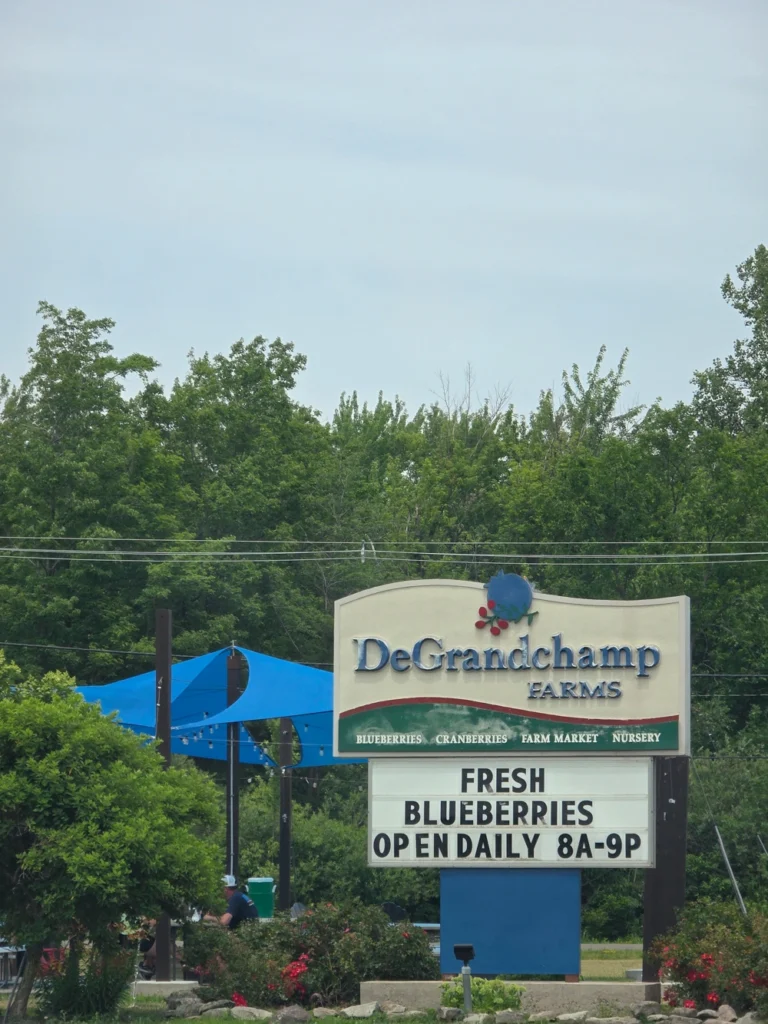 DeGrandchamp
FARMS
BLUEBERRIES CRANBERRIES FARM MARKET NURSERY
FRESH
BLUEBERRIES
OPEN DAILY 8A-9P